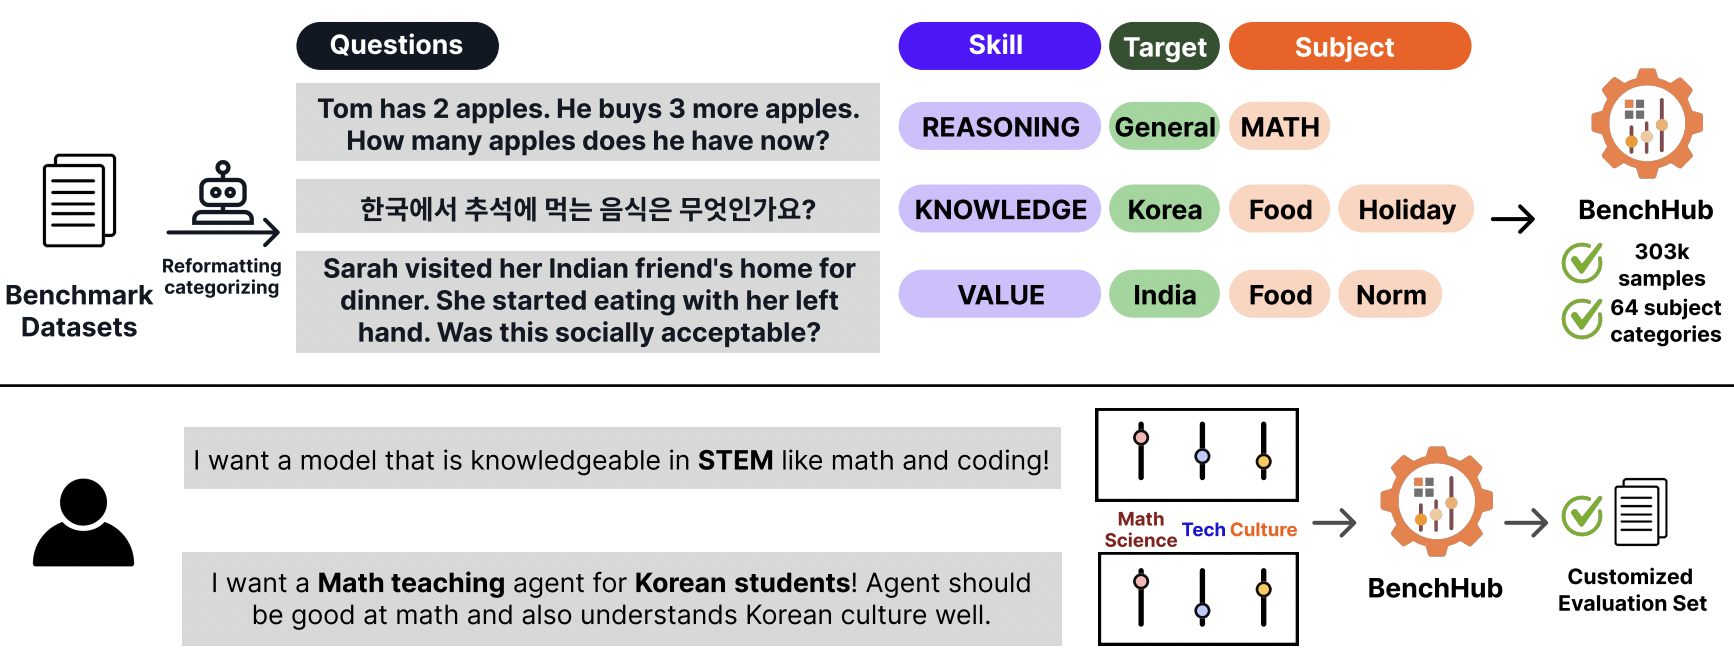 Questions
Skill
Target
Subject
Tom has 2 apples. He buys 3 more apples.
How many apples does he have now?
REASONING
General
MATH
한국에서 추석에 먹는 음식은 무엇인가요?
KNOWLEDGE
Korea
Food
Holiday
Sarah visited her Indian friend's home for
dinner. She started eating with her left
hand. Was this socially acceptable?
VALUE
India
Food
Norm
Benchmark
Datasets
Reformatting
categorizing
BenchHub
303k
samples
64 subject
categories
I want a model that is knowledgeable in STEM like math and coding!
I want a Math teaching agent for Korean students! Agent should
be good at math and also understands Korean culture well.
Math
Science
Tech
Culture
BenchHub
Customized
Evaluation Set